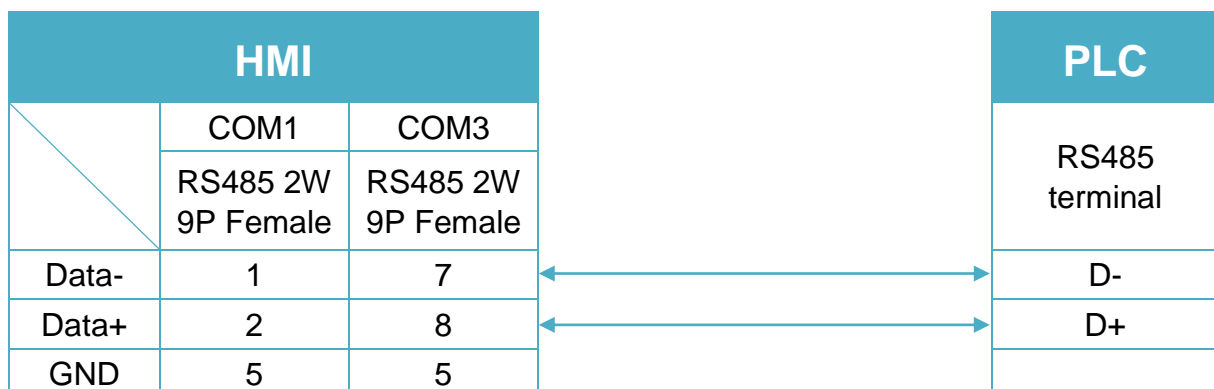 HMI
PLC
COM1 COM3
RS485 2W RS485 2W
9P Female 9P Female
RS485
terminal
Data- 1 7 D-
Data+ 2 8 D+
GND 5 5